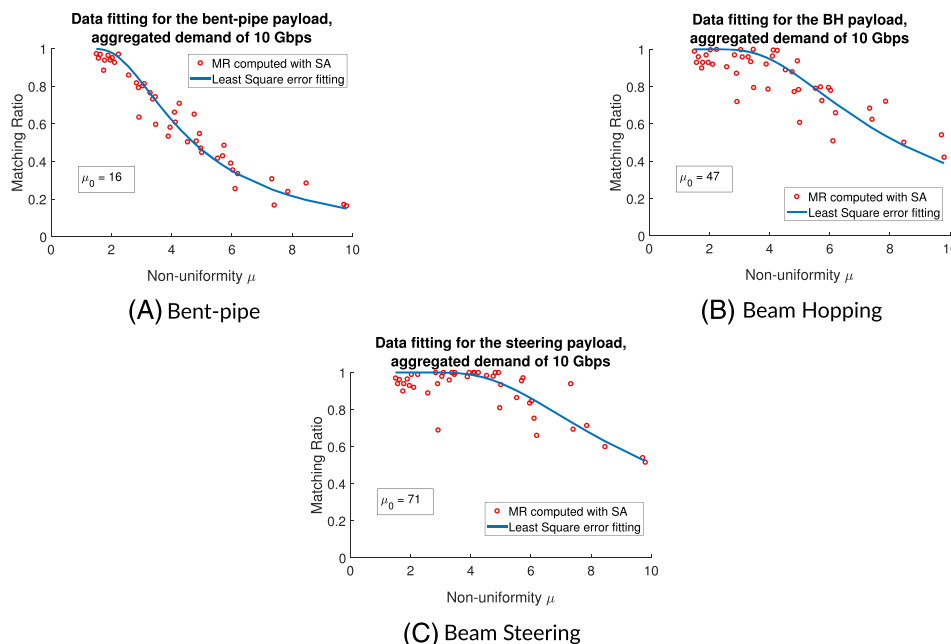 Data fitting for the bent-pipe payload,
aggregated demand of 10 Gbps
1
0.8
0.6
0.4
0.2
0
0 2 4 6 8 10
Matching Ratio
Non-uniformity μ
MR computed with SA
Least Square error fitting
μ0 = 16
(A) Bent-pipe
Data fitting for the BH payload,
aggregated demand of 10 Gbps
1
0.8
0.6
0.4
0.2
0
0 2 4 6 8 10
Matching Ratio
Non-uniformity μ
μ0 = 47
MR computed with SA
Least Square error fitting
(B) Beam Hopping
Data fitting for the steering payload,
aggregated demand of 10 Gbps
1
0.8
0.6
0.4
0.2
0
0 2 4 6 8 10
Matching Ratio
Non-uniformity μ
μ0 = 71
MR computed with SA
Least Square error fitting
(C) Beam Steering